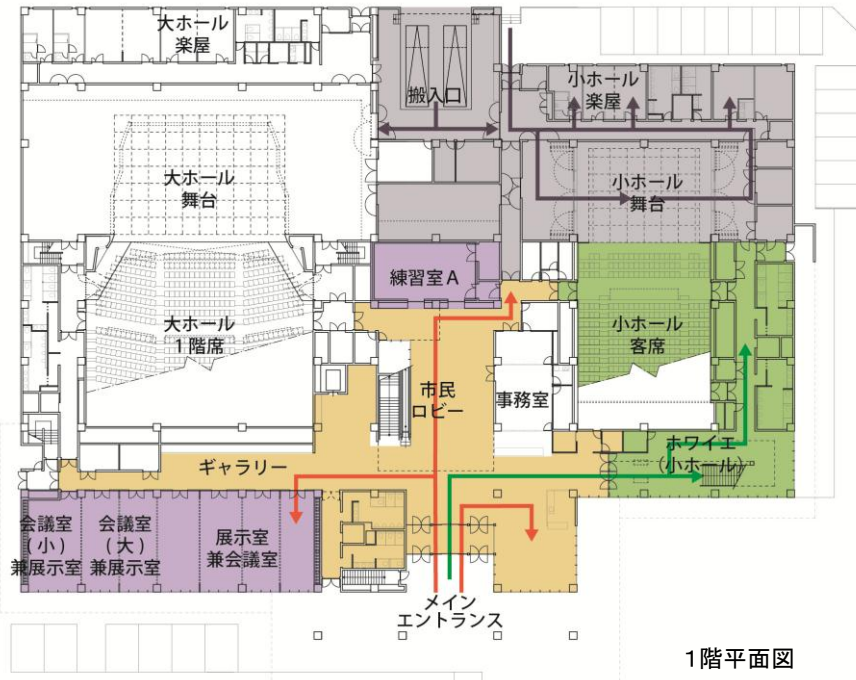 大ホール
楽屋
搬入口
小ホール
楽屋
大ホール
舞台
小ホール
舞台
練習室A
大ホール
1階席
小ホール
客席
市民
ロビー
事務室
ホワイエ
(小ホール)
ギャラリー
会議室
(小)
兼展示室
会議室
(大)
兼展示室
展示室
兼会議室
メイン
エントランス
1階平面図